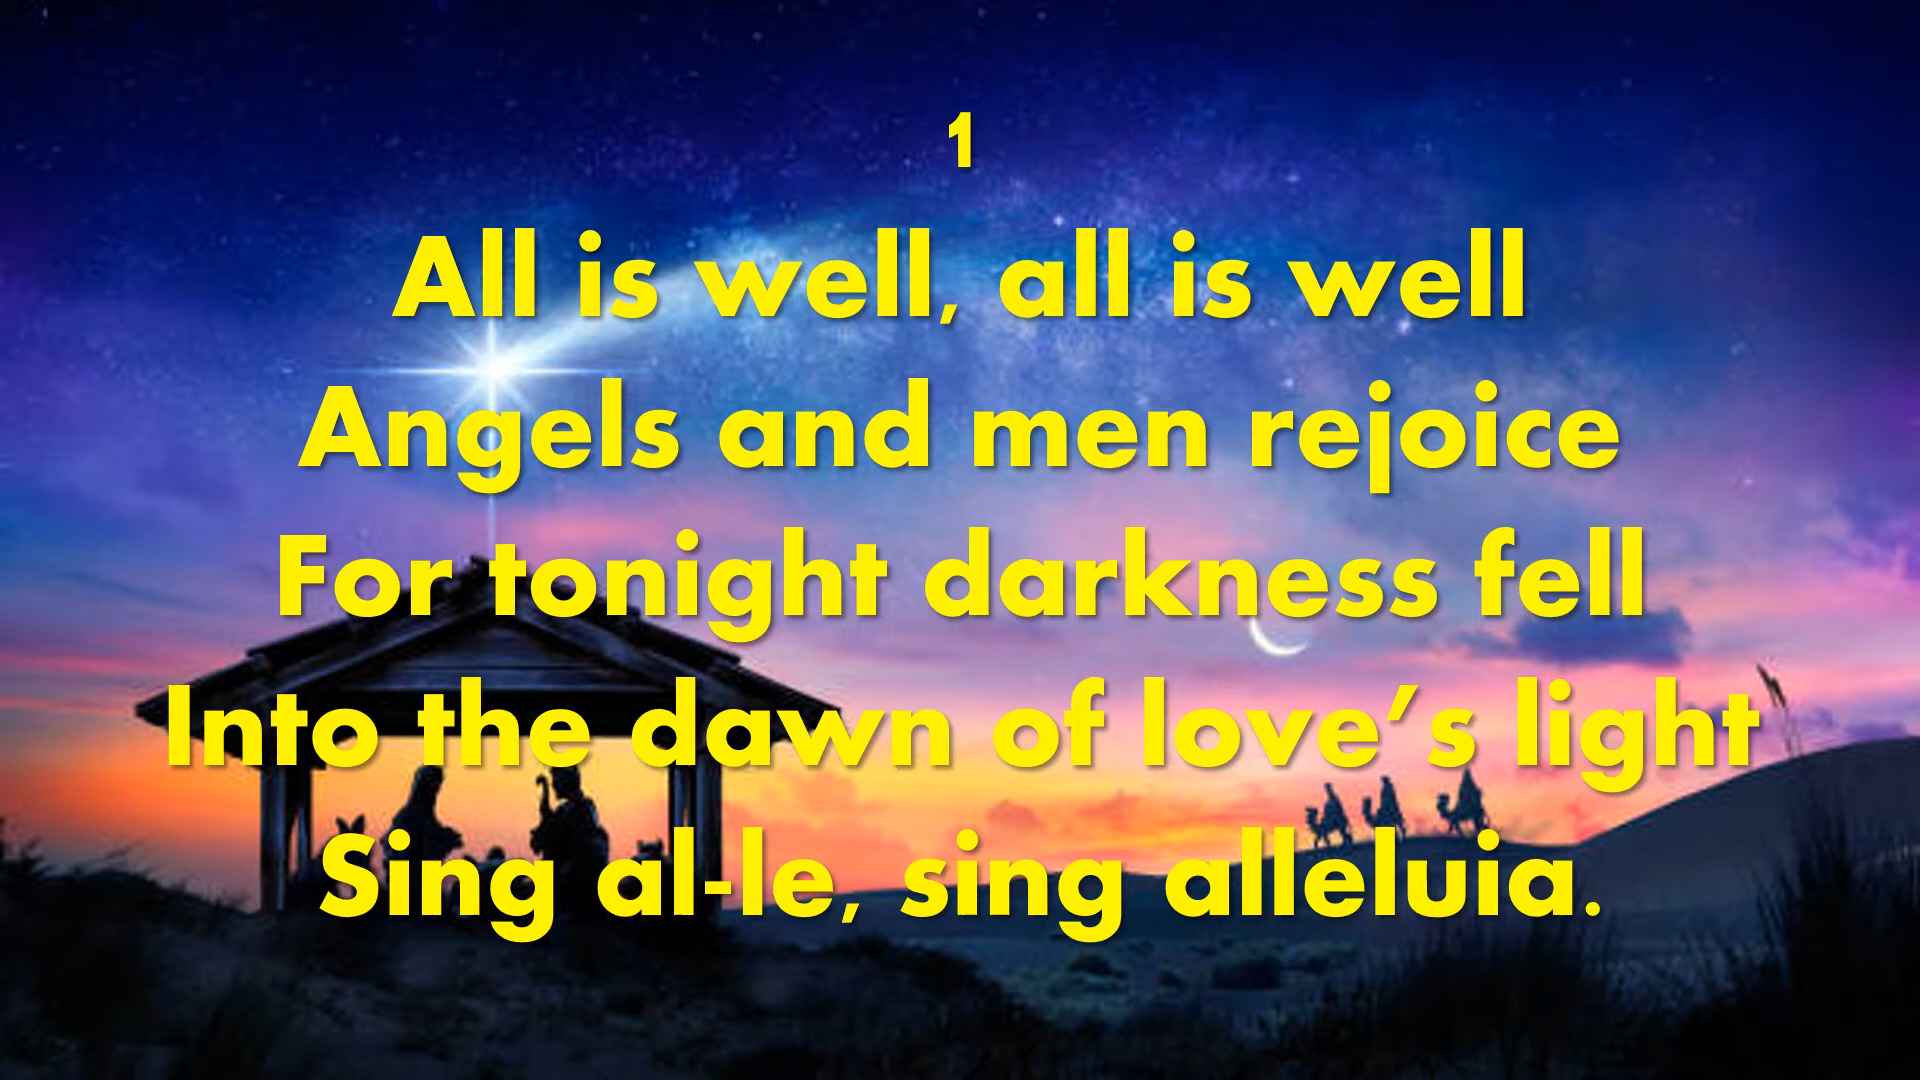 1
All is well, all is well
Angels and men rejoice
For tonight darkness fell
Into the dawn of love’s light
Sing al-le, sing alleluia.